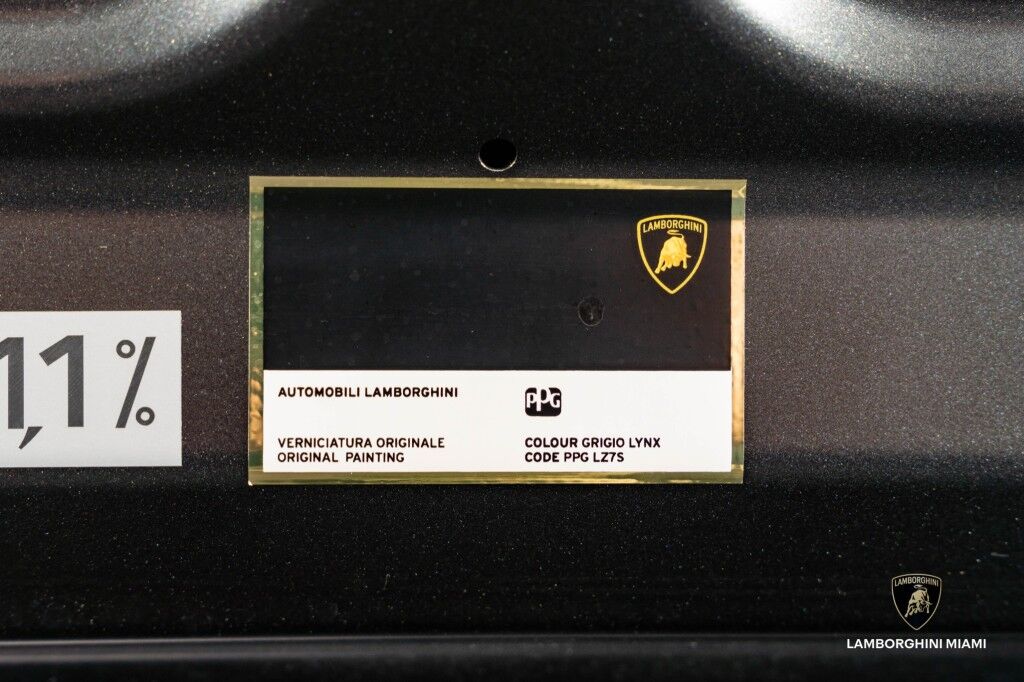 LAMBORGHINI
1,1 %
AUTOMOBILI LAMBORGHINI
PPG
VERNICIATURA ORIGINALE
ORIGINAL PAINTING
COLOUR GRIGIO LYNX
CODE PPG LZ7S
LAMBORGHINI
LAMBORGHINI MIAMI